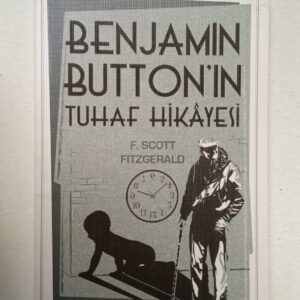 BENJAMIN
BUTTON'IN
TUHAF HİKÂYESİ
F. SCOTT
FITZGERALD